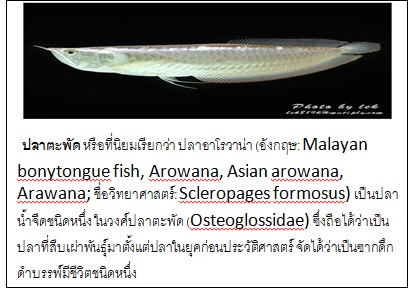 Photo by lek
lek8196@multiply.com
ปลาตะพัด หรือที่นิยมเรียกว่า ปลาอาโรวาน่า (อังกฤษ: Malayan
bonytongue fish, Arowana, Asian arowana,
Arawana; ชื่อวิทยาศาสตร์: Scleropages formosus) เป็นปลา
น้ำจืดชนิดหนึ่ง ในวงศ์ปลาตะพัด (Osteoglossidae) ซึ่งถือได้ว่าเป็น
ปลาที่สืบเผ่าพันธุ์มาตั้งแต่ปลาในยุคก่อนประวัติศาสตร์ จัดได้ว่าเป็นซากดึก
ดำบรรพ์มีชีวิตชนิดหนึ่ง